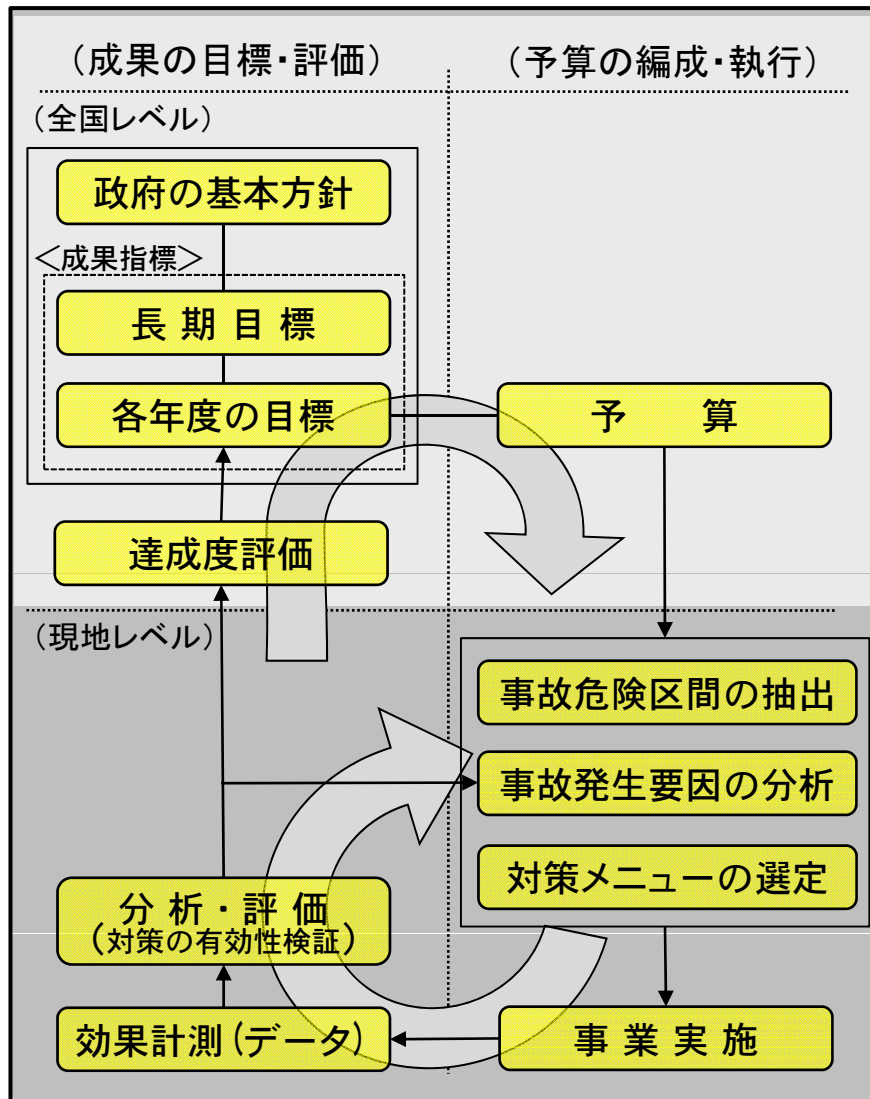 (成果の目標・評価)
(予算の編成・執行)
(全国レベル)
政府の基本方針
<成果指標>
長 期 目 標
各年度の目標
予 算
達成度評価
(現地レベル)
事故危険区間の抽出
事故発生要因の分析
対策メニューの選定
分 析 ・ 評 価
(対策の有効性検証)
効果計測(データ)
事 業 実 施